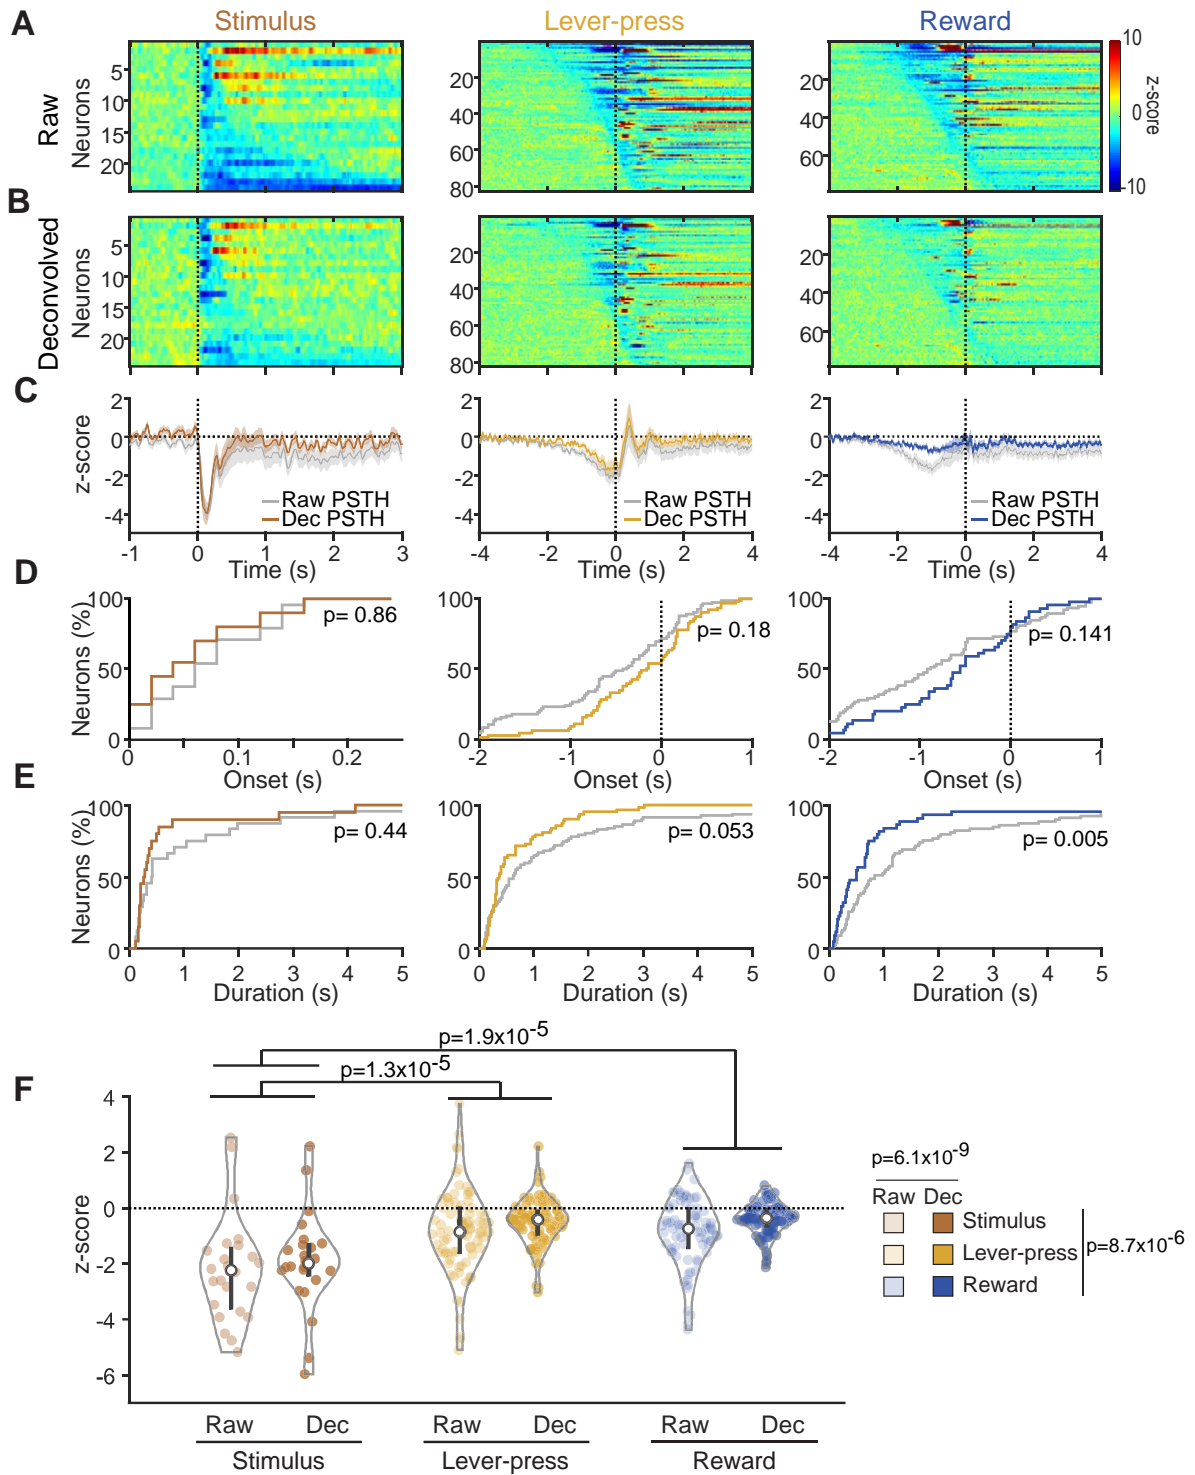 A
Stimulus
Lever-press
Reward
Raw
Neurons
5
10
15
20
20
40
60
80
20
40
60
10
0
-10
z-score
B
Deconvolved
Neurons
5
10
15
20
20
40
60
80
20
40
60
C
z-score
2
0
-2
-4
Raw PSTH
Dec PSTH
-1 0 1 2 3
Time (s)
2
0
-2
-4
Raw PSTH
Dec PSTH
-4 -2 0 2 4
Time (s)
2
0
-2
-4
Raw PSTH
Dec PSTH
-4 -2 0 2 4
Time (s)
D
Neurons (%)
100
50
0
p= 0.86
0.1 0.2
Onset (s)
100
50
0
p= 0.18
-2 -1 0 1
Onset (s)
100
50
0
p= 0.141
-2 -1 0 1
Onset (s)
E
Neurons (%)
100
50
0
p= 0.44
0 1 2 3 4 5
Duration (s)
100
50
0
p= 0.053
0 1 2 3 4 5
Duration (s)
100
50
0
p= 0.005
0 1 2 3 4 5
Duration (s)
F
p=1.9x10-5
p=1.3x10-5
z-score
4
2
0
-2
-4
-6
Raw Dec
Stimulus
Raw Dec
Lever-press
Raw Dec
Reward
p=6.1x10-9
Raw Dec
Stimulus
Lever-press
Reward
p=8.7x10-6